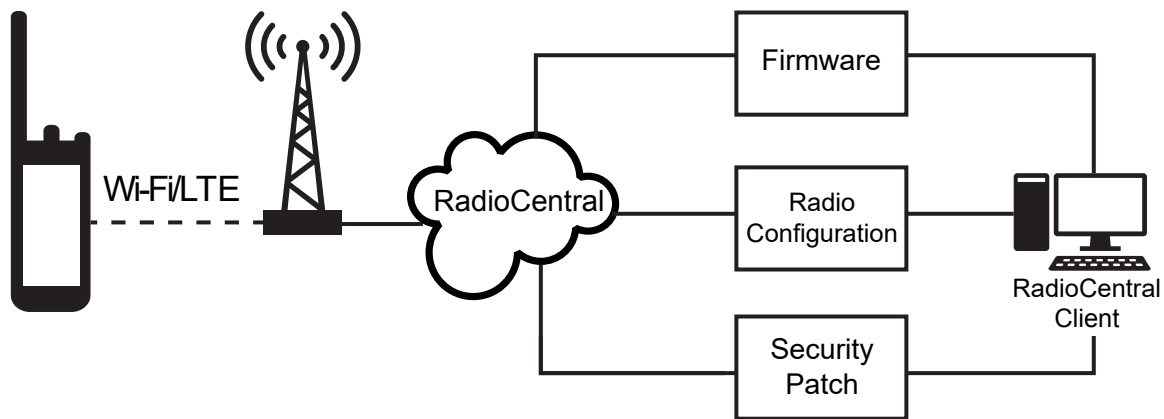 Firmware
Wi-Fi/LTE
RadioCentral
Radio
Configuration
RadioCentral
Client
Security
Patch